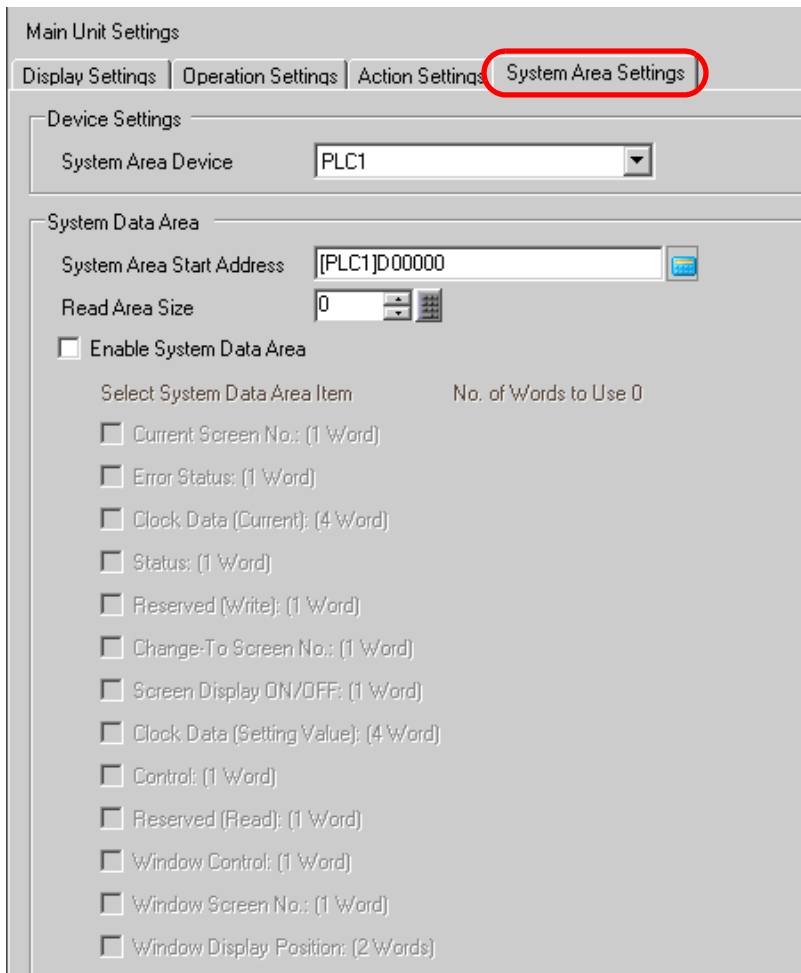 Main Unit Settings
Display Settings Operation Settings Action Settings System Area Settings
Device Settings
System Area Device PLC1
System Data Area
System Area Start Address [PLC1]D00000
Read Area Size 0
Enable System Data Area
Select System Data Area Item No. of Words to Use 0
Current Screen No.: (1 Word)
Error Status: (1 Word)
Clock Data (Current): (4 Word)
Status: (1 Word)
Reserved (Write): (1 Word)
Change-To Screen No.: (1 Word)
Screen Display ON/OFF: (1 Word)
Clock Data (Setting Value): (4 Word)
Control: (1 Word)
Reserved (Read): (1 Word)
Window Control: (1 Word)
Window Screen No.: (1 Word)
Window Display Position: (2 Words)